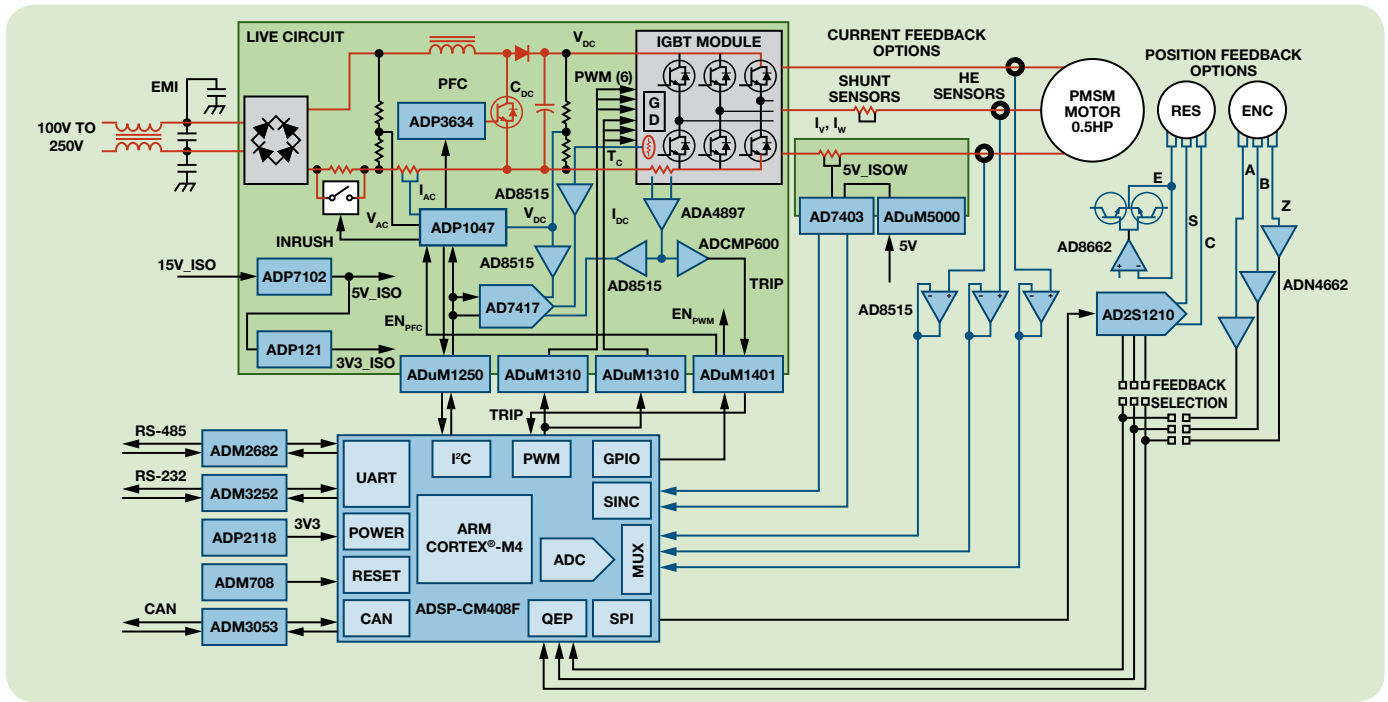 LIVE CIRCUIT
EMI
100V TO
250V
PFC
ADP3634
C_DC
V_DC
PWM (6)
IGBT MODULE
G
D
T_C
CURRENT FEEDBACK
OPTIONS
SHUNT
SENSORS
HE
SENSORS
I_V, I_W
PMSM
MOTOR
0.5HP
POSITION FEEDBACK
OPTIONS
RES
ENC
E
S
C
A
B
Z
I_AC
V_AC
INRUSH
ADP1047
AD8515
V_DC
AD8515
I_DC
ADA4897
ADCMP600
AD8515
TRIP
5V_ISOW
AD7403
ADuM5000
5V
AD8515
AD8662
AD2S1210
ADN4662
15V_ISO
ADP7102
5V_ISO
ADP121
3V3_ISO
AD7417
EN_PFC
EN_PWM
ADuM1250
ADuM1310
ADuM1310
ADuM1401
FEEDBACK
SELECTION
TRIP
RS-485
ADM2682
RS-232
ADM3252
ADP2118
3V3
ADM708
CAN
ADM3053
UART
I²C
PWM
GPIO
SINC
POWER
ARM
CORTEX®-M4
ADC
MUX
RESET
ADSP-CM408F
CAN
QEP
SPI
+
−
−
+
−
+
−
+